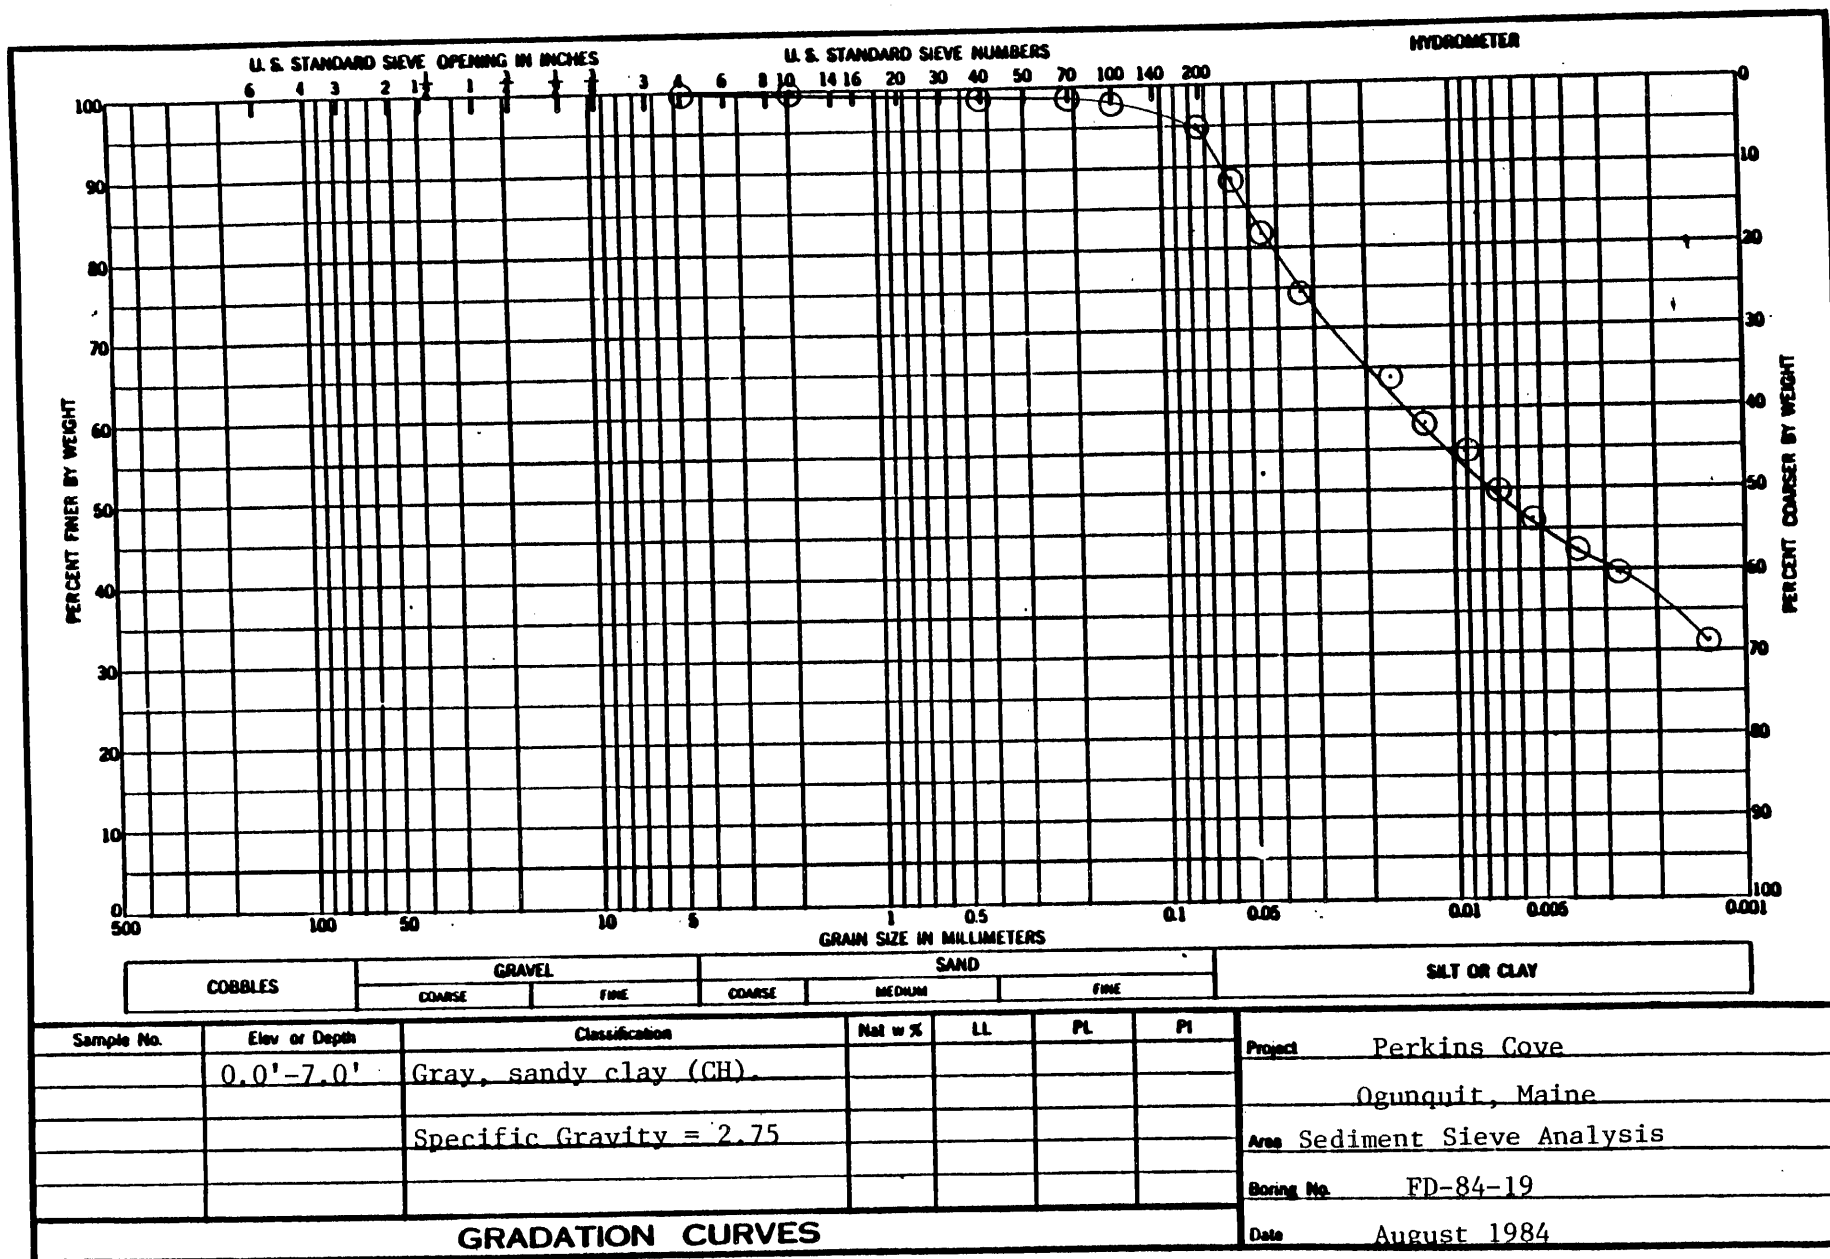 U. S. STANDARD SIEVE OPENING IN INCHES
U. S. STANDARD SIEVE NUMBERS
HYDROMETER
6 4 3 2 1½ 1 ¾ ½ ⅜ 3 4 6 8 10 14 16 20 30 40 50 70 100 140 200
100
90
80
70
60
50
40
30
20
10
0
PERCENT FINER BY WEIGHT
0
10
20
30
40
50
60
70
80
90
100
PERCENT COARSER BY WEIGHT
500 100 50 10 5 1 0.5 0.1 0.05 0.01 0.005 0.001
GRAIN SIZE IN MILLIMETERS
COBBLES
GRAVEL
COARSE FINE
SAND
COARSE MEDIUM FINE
SILT OR CLAY
Sample No. Elev or Depth Classification Nat w % LL PL PI
0.0'-7.0' Gray, sandy clay (CH).
Specific Gravity = 2.75
Project Perkins Cove
Ogunquit, Maine
Area Sediment Sieve Analysis
Boring No. FD-84-19
Date August 1984
GRADATION CURVES